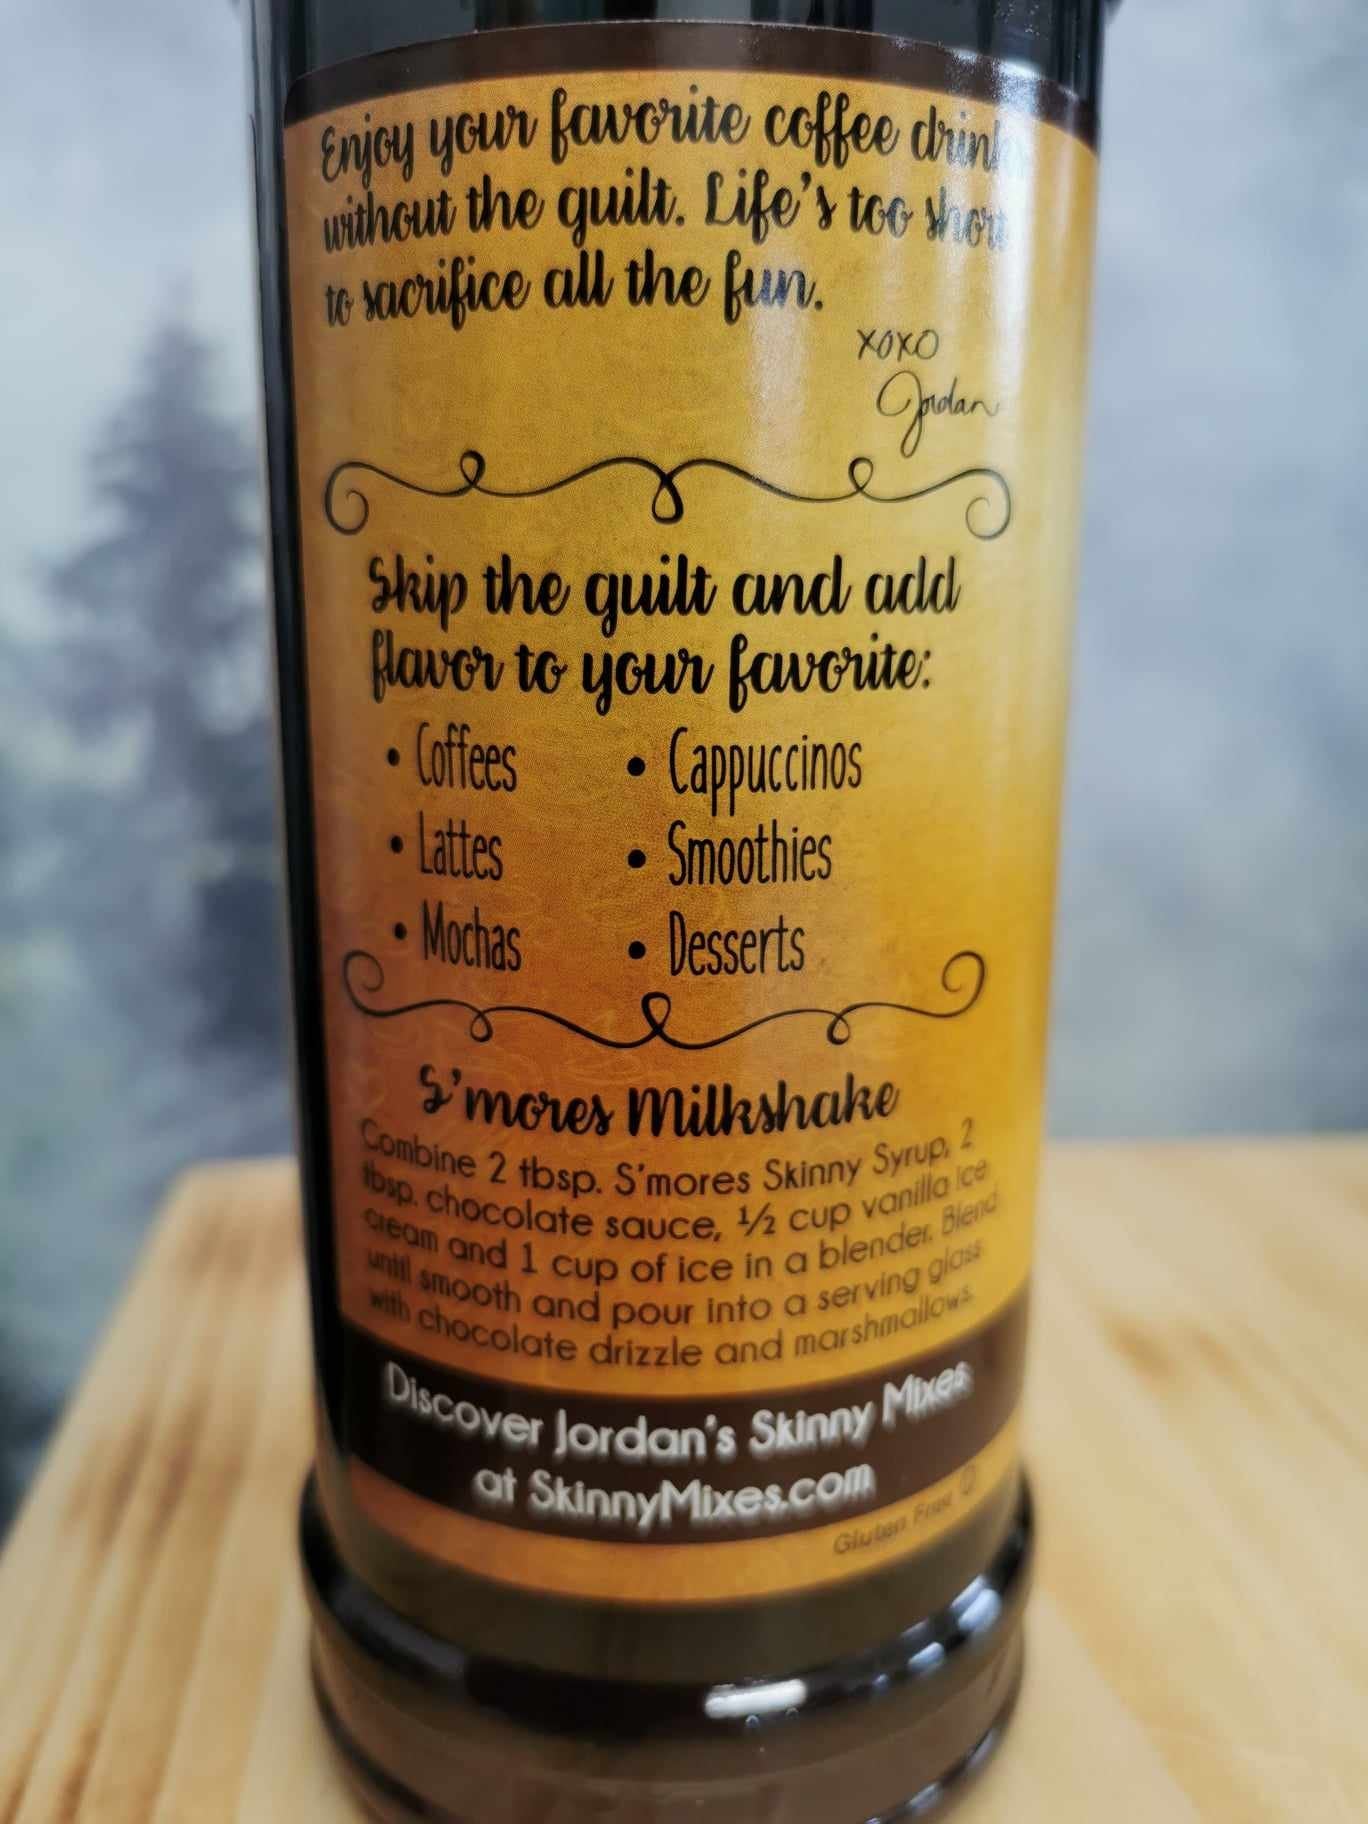 Enjoy your favorite coffee drinks
without the guilt. Life's too short
to sacrifice all the fun.
xoxo
Jordan
Skip the guilt and add
flavor to your favorite:
• Coffees • Cappuccinos
• Lattes • Smoothies
• Mochas • Desserts
S'mores Milkshake
Combine 2 tbsp. S'mores Skinny Syrup, 2
tbsp. chocolate sauce, ½ cup vanilla ice
cream and 1 cup of ice in a blender. Blend
until smooth and pour into a serving glass
with chocolate drizzle and marshmallows.
Discover Jordan's Skinny Mixes
at SkinnyMixes.com
Gluten Free